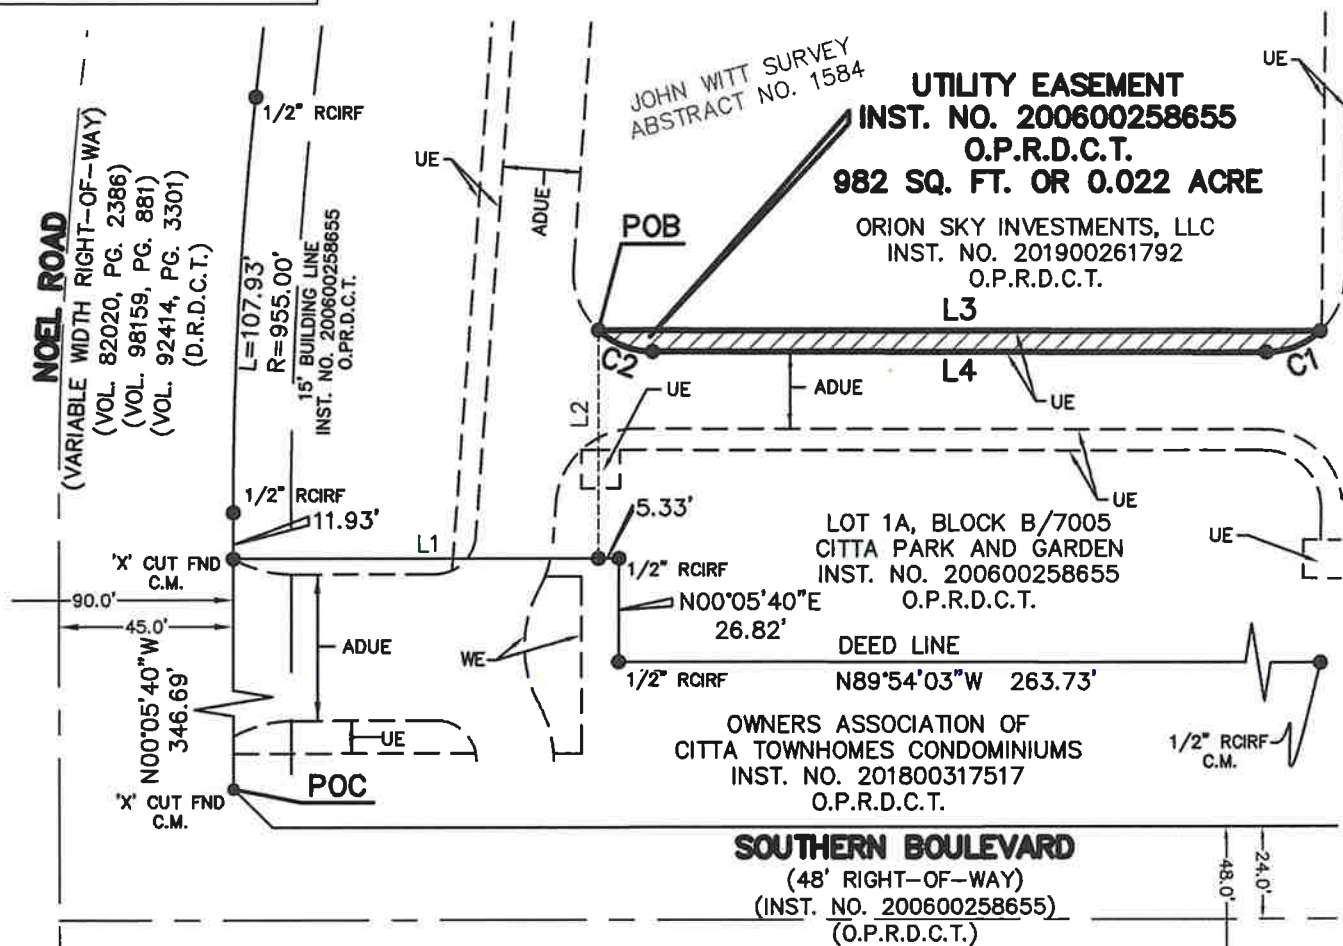 JOHN WITT SURVEY
ABSTRACT NO. 1584
UTILITY EASEMENT
INST. NO. 200600258655
O.P.R.D.C.T.
982 SQ. FT. OR 0.022 ACRE
ORION SKY INVESTMENTS, LLC
INST. NO. 201900261792
O.P.R.D.C.T.
UE
1/2" RCIRF
UE
ADUE
POB
NOEL ROAD
(VARIABLE WIDTH RIGHT-OF-WAY)
(VOL. 82020, PG. 2386)
(VOL. 98159, PG. 881)
(VOL. 92414, PG. 3301)
(D.R.D.C.T.)
L=107.93'
R=955.00'
15' BUILDING LINE
INST. NO. 200600258655
O.PR.D.C.T.
L3
C2
L4
C1
ADUE
UE
UE
L2
UE
1/2" RCIRF
11.93'
L1
5.33'
'X' CUT FND
C.M.
1/2" RCIRF
N00°05'40"E
26.82'
LOT 1A, BLOCK B/7005
CITTA PARK AND GARDEN
INST. NO. 200600258655
O.P.R.D.C.T.
UE
90.0'
45.0'
ADUE
WE
DEED LINE
1/2" RCIRF
N89°54'03"W 263.73'
N00°05'40"W
346.69'
UE
OWNERS ASSOCIATION OF
CITTA TOWNHOMES CONDOMINIUMS
INST. NO. 201800317517
O.P.R.D.C.T.
1/2" RCIRF
C.M.
POC
'X' CUT FND
C.M.
SOUTHERN BOULEVARD
(48' RIGHT-OF-WAY)
(INST. NO. 200600258655)
(O.P.R.D.C.T.)
48.0'
24.0'